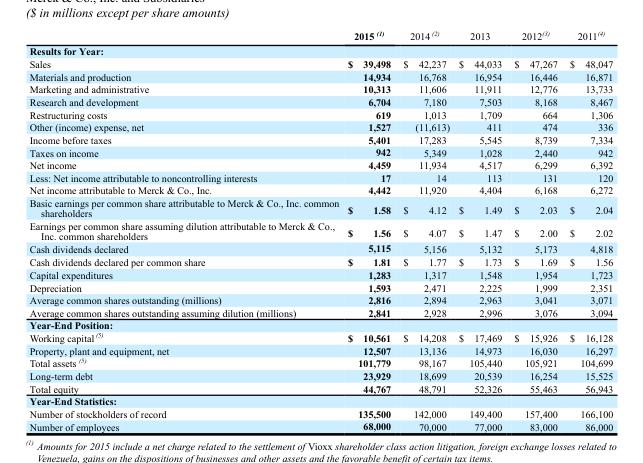 Merck & Co., Inc. and Subsidiaries
($ in millions except per share amounts)
2015 (1) 2014 (2) 2013 2012 (3) 2011 (4)
Results for Year:
Sales $ 39,498 $ 42,237 $ 44,033 $ 47,267 $ 48,047
Materials and production 14,934 16,768 16,954 16,446 16,871
Marketing and administrative 10,313 11,606 11,911 12,776 13,733
Research and development 6,704 7,180 7,503 8,168 8,467
Restructuring costs 619 1,013 1,709 664 1,306
Other (income) expense, net 1,527 (11,613) 411 474 336
Income before taxes 5,401 17,283 5,545 8,739 7,334
Taxes on income 942 5,349 1,028 2,440 942
Net income 4,459 11,934 4,517 6,299 6,392
Less: Net income attributable to noncontrolling interests 17 14 113 131 120
Net income attributable to Merck & Co., Inc. 4,442 11,920 4,404 6,168 6,272
Basic earnings per common share attributable to Merck & Co., Inc. common
shareholders $ 1.58 $ 4.12 $ 1.49 $ 2.03 $ 2.04
Earnings per common share assuming dilution attributable to Merck & Co.,
Inc. common shareholders $ 1.56 $ 4.07 $ 1.47 $ 2.00 $ 2.02
Cash dividends declared 5,115 5,156 5,132 5,173 4,818
Cash dividends declared per common share $ 1.81 $ 1.77 $ 1.73 $ 1.69 $ 1.56
Capital expenditures 1,283 1,317 1,548 1,954 1,723
Depreciation 1,593 2,471 2,225 1,999 2,351
Average common shares outstanding (millions) 2,816 2,894 2,963 3,041 3,071
Average common shares outstanding assuming dilution (millions) 2,841 2,928 2,996 3,076 3,094
Year-End Position:
Working capital (5) $ 10,561 $ 14,208 $ 17,469 $ 15,926 $ 16,128
Property, plant and equipment, net 12,507 13,136 14,973 16,030 16,297
Total assets (5) 101,779 98,167 105,440 105,921 104,699
Long-term debt 23,929 18,699 20,539 16,254 15,525
Total equity 44,767 48,791 52,326 55,463 56,943
Year-End Statistics:
Number of stockholders of record 135,500 142,000 149,400 157,400 166,100
Number of employees 68,000 70,000 77,000 83,000 86,000
(1) Amounts for 2015 include a net charge related to the settlement of Vioxx shareholder class action litigation, foreign exchange losses related to
Venezuela, gains on the dispositions of businesses and other assets and the favorable benefit of certain tax items.